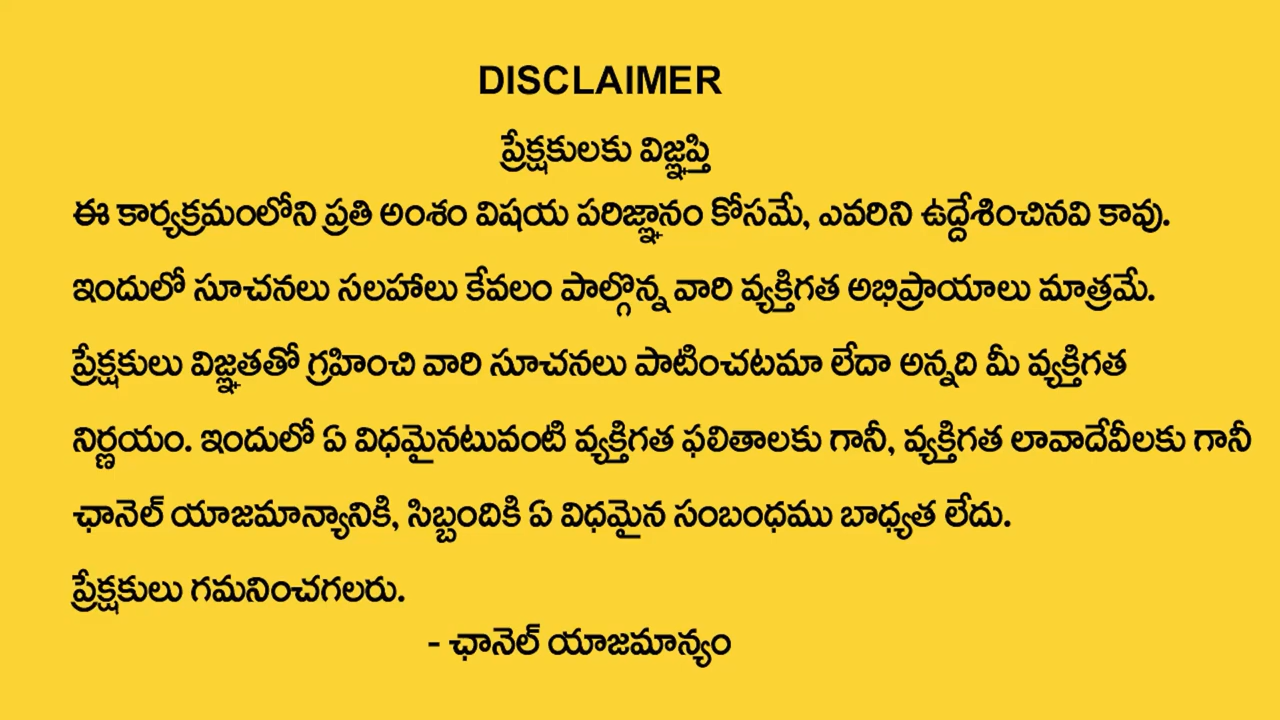 DISCLAIMER
ప్రేక్షకులకు విజ్ఞప్తి
ఈ కార్యక్రమంలోని ప్రతి అంశం విషయ పరిజ్ఞానం కోసమే, ఎవరిని ఉద్దేశించినవి కావు.
ఇందులో సూచనలు సలహాలు కేవలం పాల్గొన్న వారి వ్యక్తిగత అభిప్రాయాలు మాత్రమే.
ప్రేక్షకులు విజ్ఞతతో గ్రహించి వారి సూచనలు పాటించటమా లేదా అన్నది మీ వ్యక్తిగత
నిర్ణయం. ఇందులో ఏ విధమైనటువంటి వ్యక్తిగత ఫలితాలకు గానీ, వ్యక్తిగత లావాదేవీలకు గానీ
ఛానెల్ యాజమాన్యానికి, సిబ్బందికి ఏ విధమైన సంబంధము బాధ్యత లేదు.
ప్రేక్షకులు గమనించగలరు.
- ఛానెల్ యాజమాన్యం